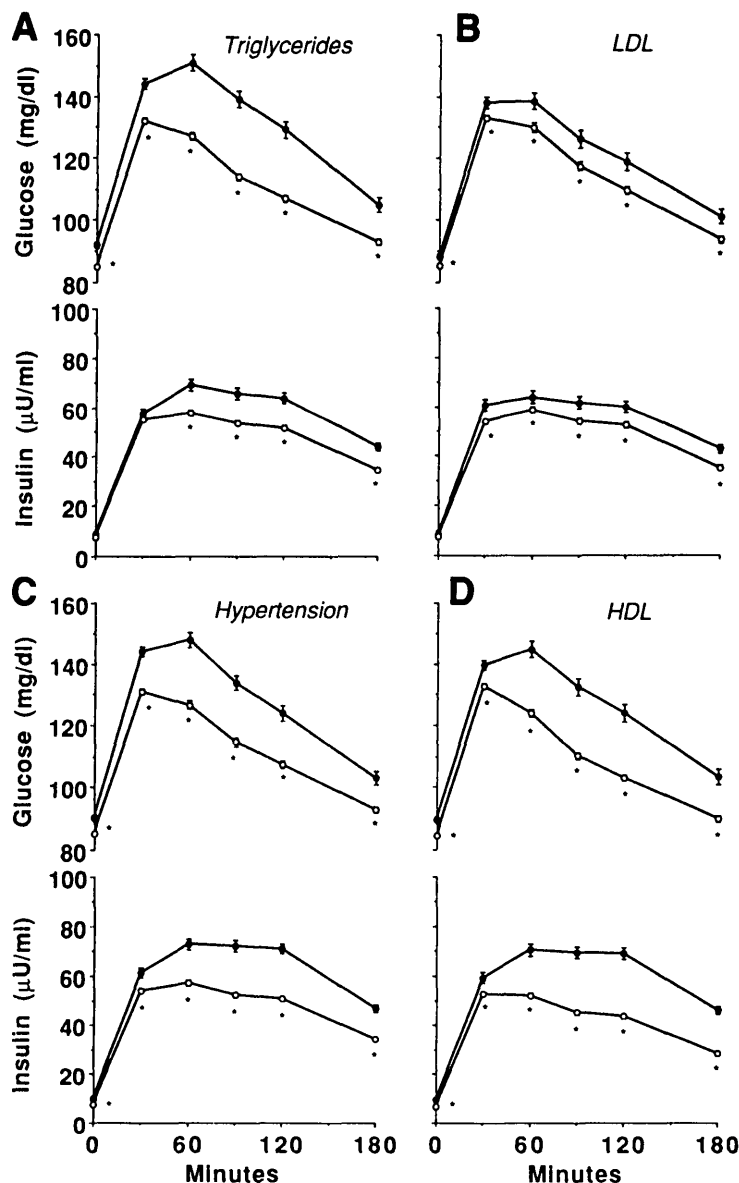 A
Triglycerides
B
LDL
Glucose (mg/dl)
160
140
120
100
80
Insulin (μU/ml)
100
80
60
40
20
0
C
Hypertension
D
HDL
Glucose (mg/dl)
160
140
120
100
80
Insulin (μU/ml)
100
80
60
40
20
0
0 60 120 180
0 60 120 180
Minutes
Minutes